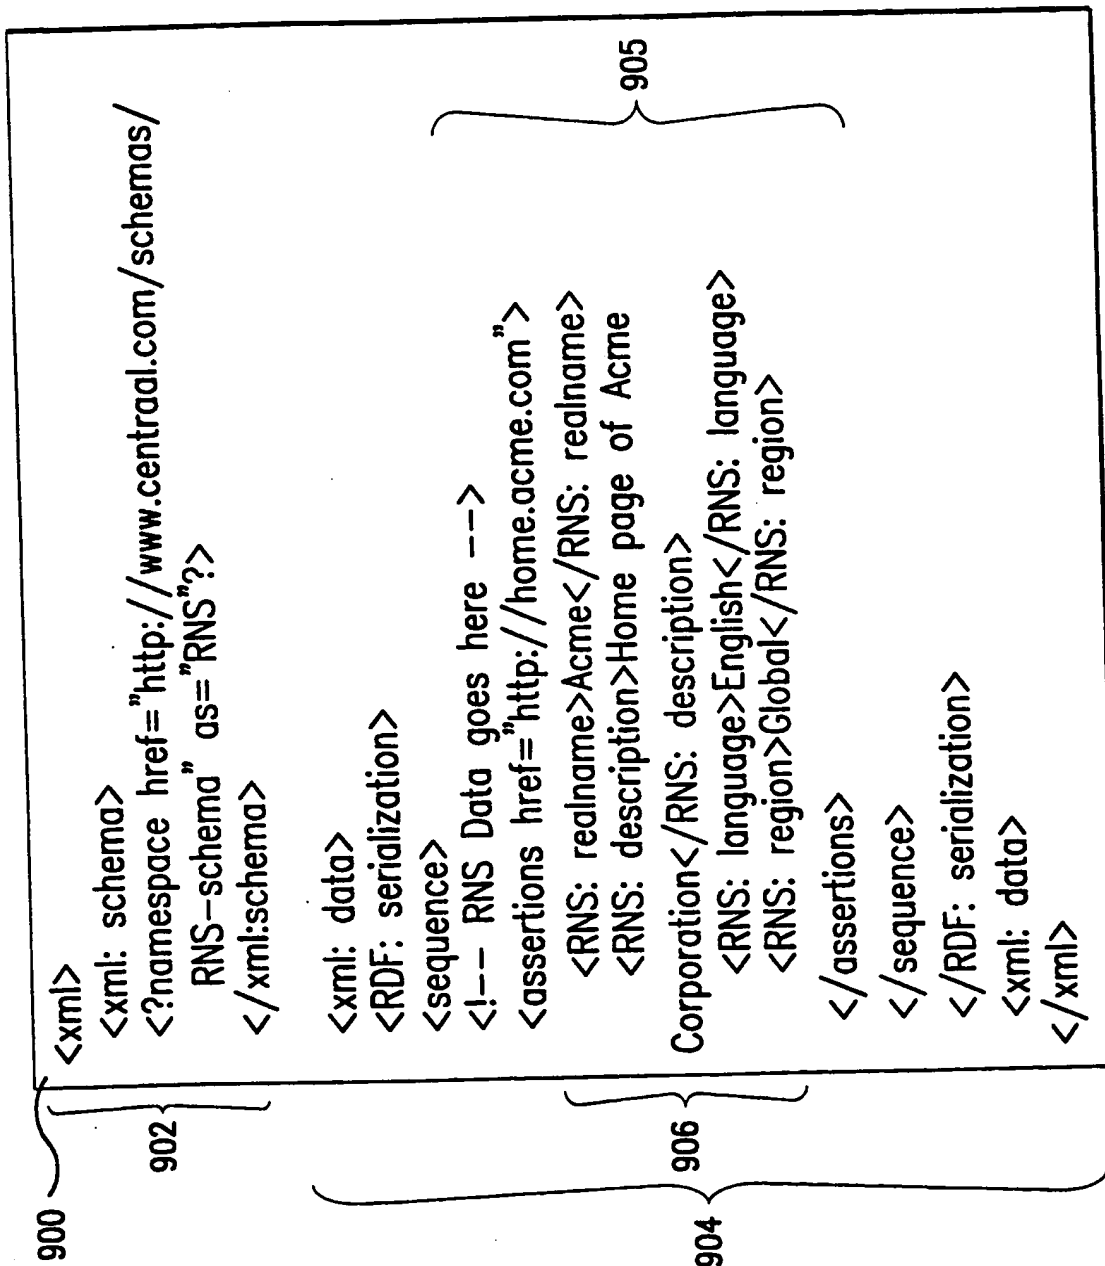 900
902
904
906
905
<xml>
<xml: schema>
<?namespace href="http://www.centraal.com/schemas/
RNS-schema" as="RNS"?>
</xml:schema>
<xml: data>
<RDF: serialization>
<sequence>
<!-- RNS Data goes here -->
<assertions href="http://home.acme.com">
<RNS: realname>Acme</RNS: realname>
<RNS: description>Home page of Acme
Corporation</RNS: description>
<RNS: language>English</RNS: language>
<RNS: region>Global</RNS: region>
</assertions>
</sequence>
</RDF: serialization>
<xml: data>
</xml>